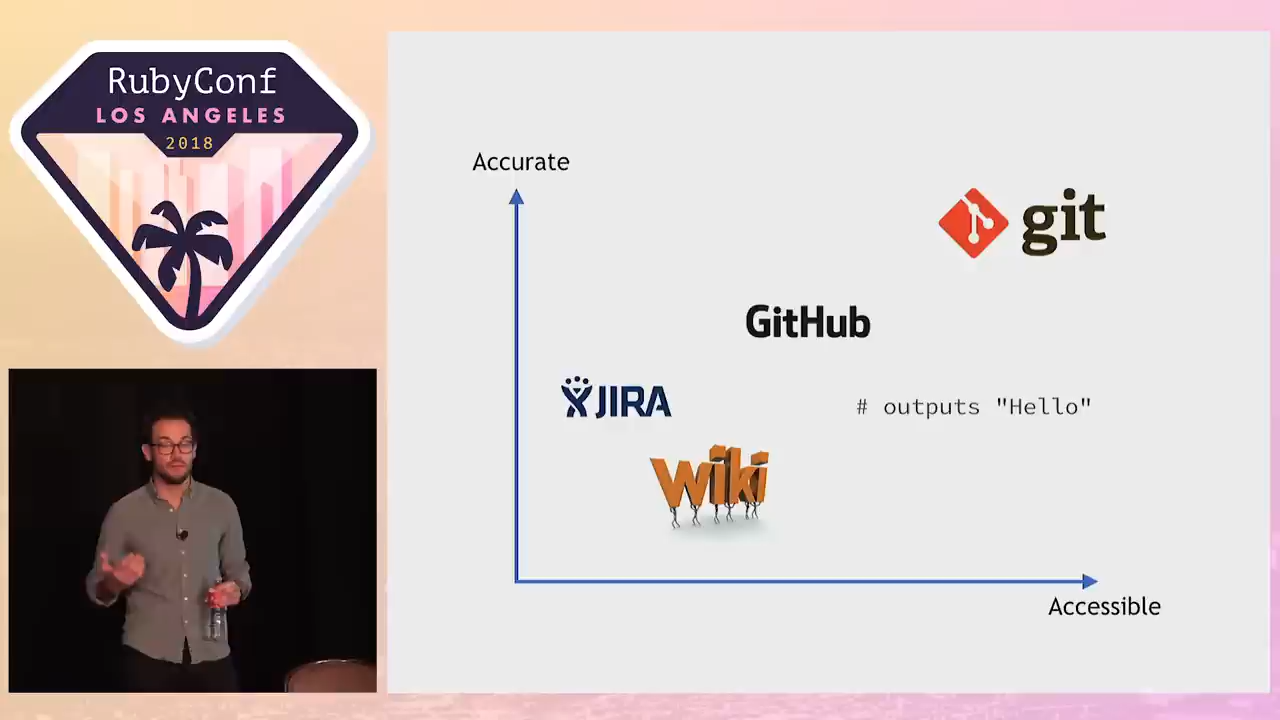 RubyConf
LOS ANGELES
2018
Accurate
git
GitHub
JIRA
# outputs "Hello"
wiki
Accessible